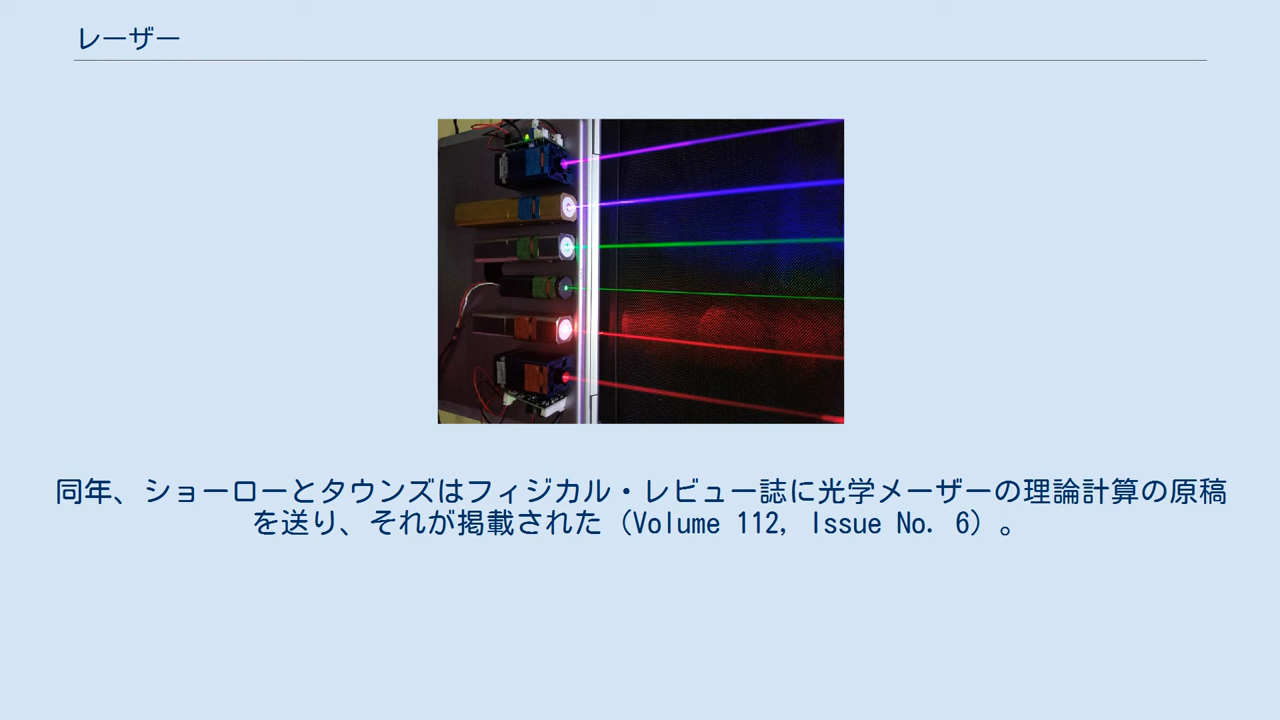 レーザー
同年、ショーローとタウンズはフィジカル・レビュー誌に光学メーザーの理論計算の原稿
を送り、それが掲載された（Volume 112, Issue No. 6）。